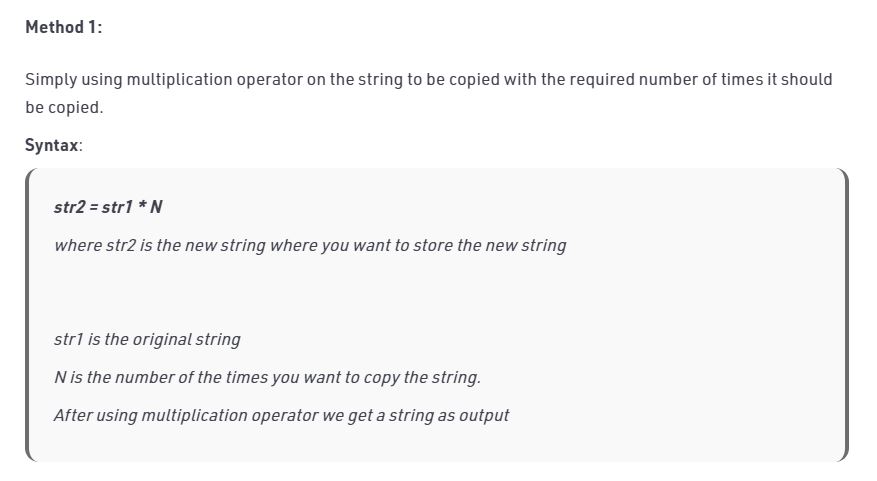 Method 1:
Simply using multiplication operator on the string to be copied with the required number of times it should
be copied.
Syntax:
str2 = str1 * N
where str2 is the new string where you want to store the new string
str1 is the original string
N is the number of the times you want to copy the string.
After using multiplication operator we get a string as output